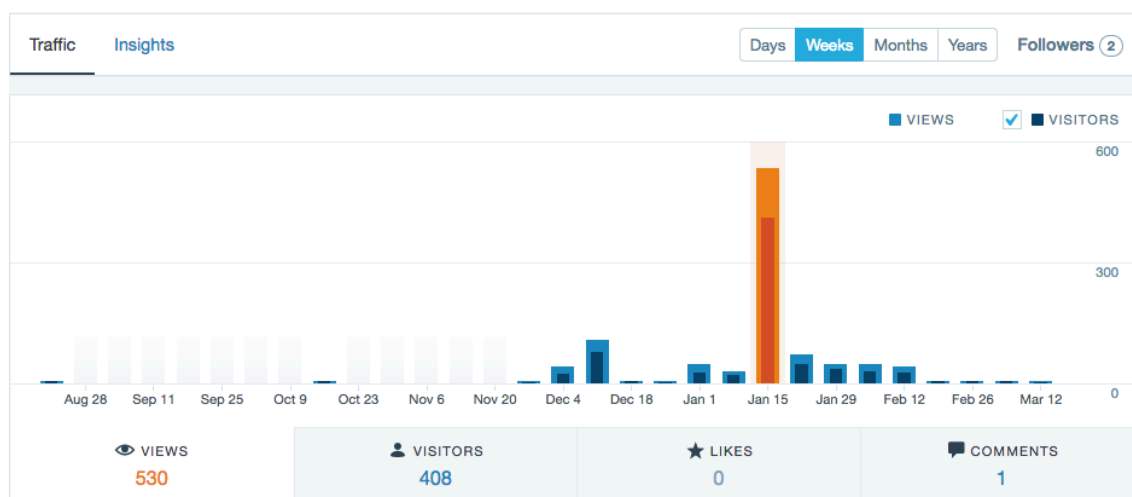 Traffic Insights Days Weeks Months Years Followers 2
VIEWS VISITORS
600
300
0
Aug 28 Sep 11 Sep 25 Oct 9 Oct 23 Nov 6 Nov 20 Dec 4 Dec 18 Jan 1 Jan 15 Jan 29 Feb 12 Feb 26 Mar 12
VIEWS VISITORS LIKES COMMENTS
530 408 0 1